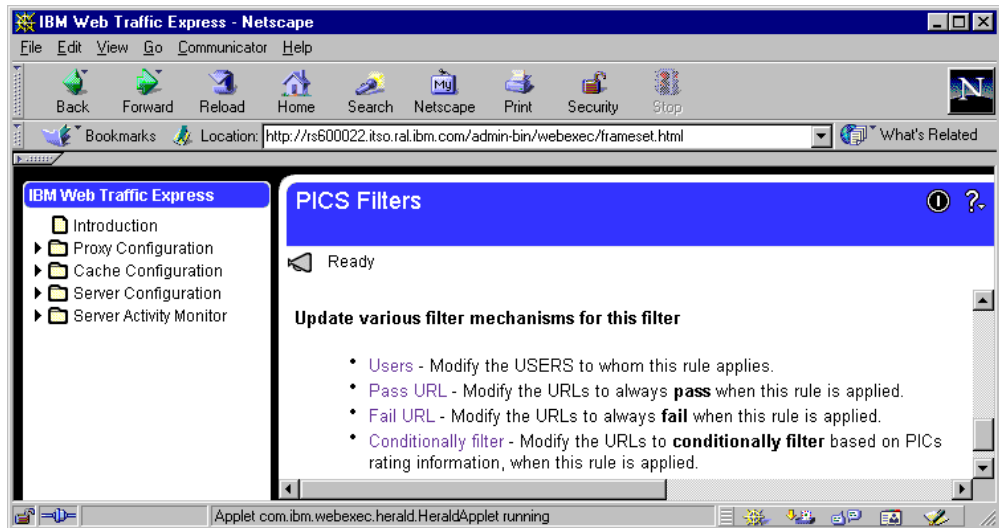 IBM Web Traffic Express - Netscape
File Edit View Go Communicator Help
My
N
Back Forward Reload Home Search Netscape Print Security Stop
Bookmarks Location: http://rs600022.itso.ral.ibm.com/admin-bin/webexec/frameset.html What's Related
IBM Web Traffic Express
Introduction
Proxy Configuration
Cache Configuration
Server Configuration
Server Activity Monitor
PICS Filters
Ready
Update various filter mechanisms for this filter
• Users - Modify the USERS to whom this rule applies.
• Pass URL - Modify the URLs to always pass when this rule is applied.
• Fail URL - Modify the URLs to always fail when this rule is applied.
• Conditionally filter - Modify the URLs to conditionally filter based on PICs
rating information, when this rule is applied.
Applet com.ibm.webexec.herald.HeraldApplet running